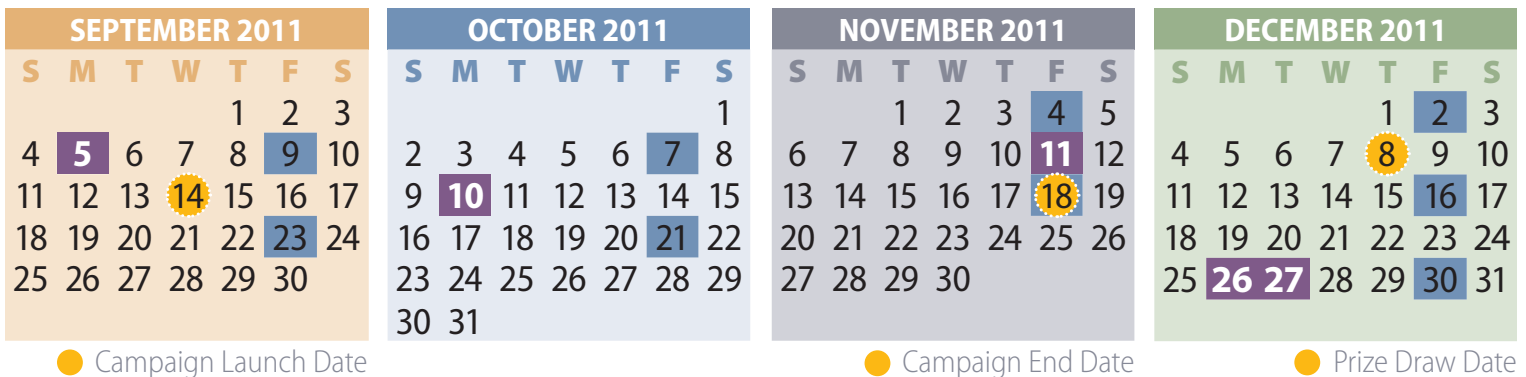 SEPTEMBER 2011
S M T W T F S
1 2 3
4 5 6 7 8 9 10
11 12 13 14 15 16 17
18 19 20 21 22 23 24
25 26 27 28 29 30
Campaign Launch Date
OCTOBER 2011
S M T W T F S
1
2 3 4 5 6 7 8
9 10 11 12 13 14 15
16 17 18 19 20 21 22
23 24 25 26 27 28 29
30 31
NOVEMBER 2011
S M T W T F S
1 2 3 4 5
6 7 8 9 10 11 12
13 14 15 16 17 18 19
20 21 22 23 24 25 26
27 28 29 30
Campaign End Date
DECEMBER 2011
S M T W T F S
1 2 3
4 5 6 7 8 9 10
11 12 13 14 15 16 17
18 19 20 21 22 23 24
25 26 27 28 29 30 31
Prize Draw Date